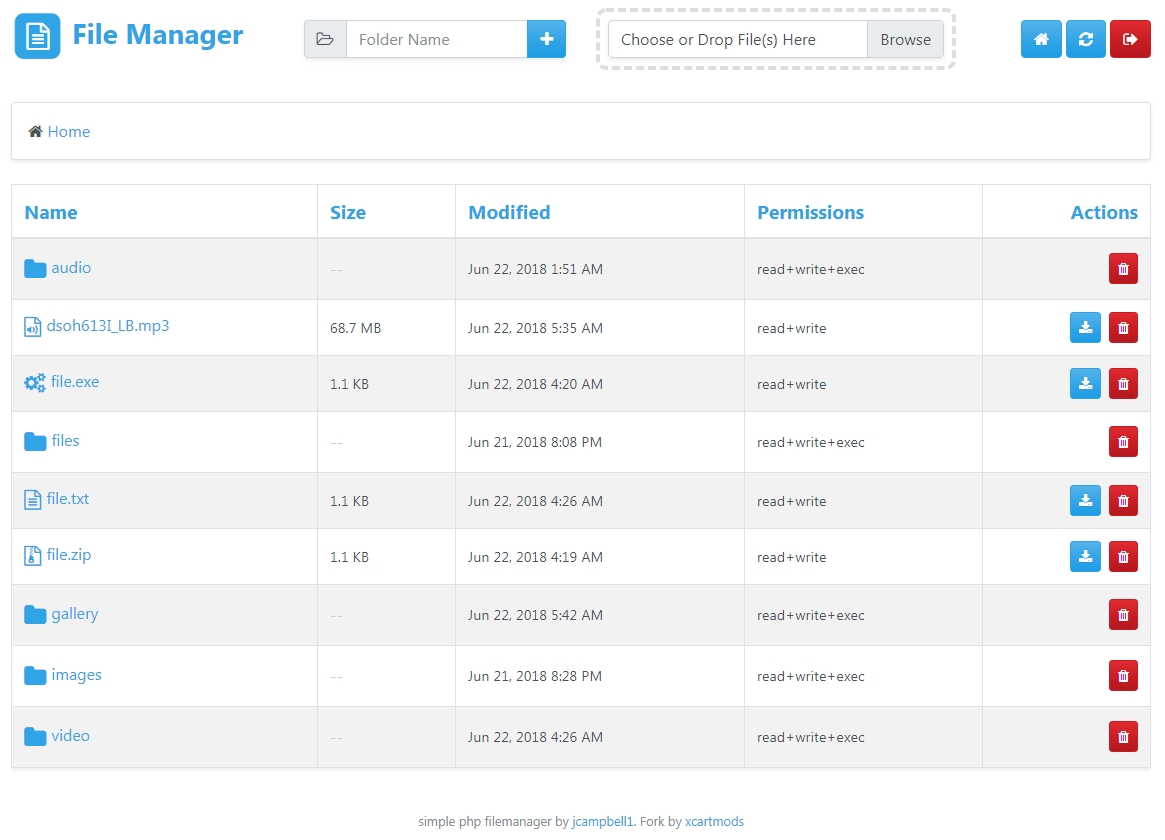 File Manager
Folder Name
Choose or Drop File(s) Here Browse
Home
Name Size Modified Permissions Actions
audio -- Jun 22, 2018 1:51 AM read+write+exec
dsoh613I_LB.mp3 68.7 MB Jun 22, 2018 5:35 AM read+write
file.exe 1.1 KB Jun 22, 2018 4:20 AM read+write
files -- Jun 21, 2018 8:08 PM read+write+exec
file.txt 1.1 KB Jun 22, 2018 4:26 AM read+write
file.zip 1.1 KB Jun 22, 2018 4:19 AM read+write
gallery -- Jun 22, 2018 5:42 AM read+write+exec
images -- Jun 21, 2018 8:28 PM read+write+exec
video -- Jun 22, 2018 4:26 AM read+write+exec
simple php filemanager by jcampbell1. Fork by xcartmods